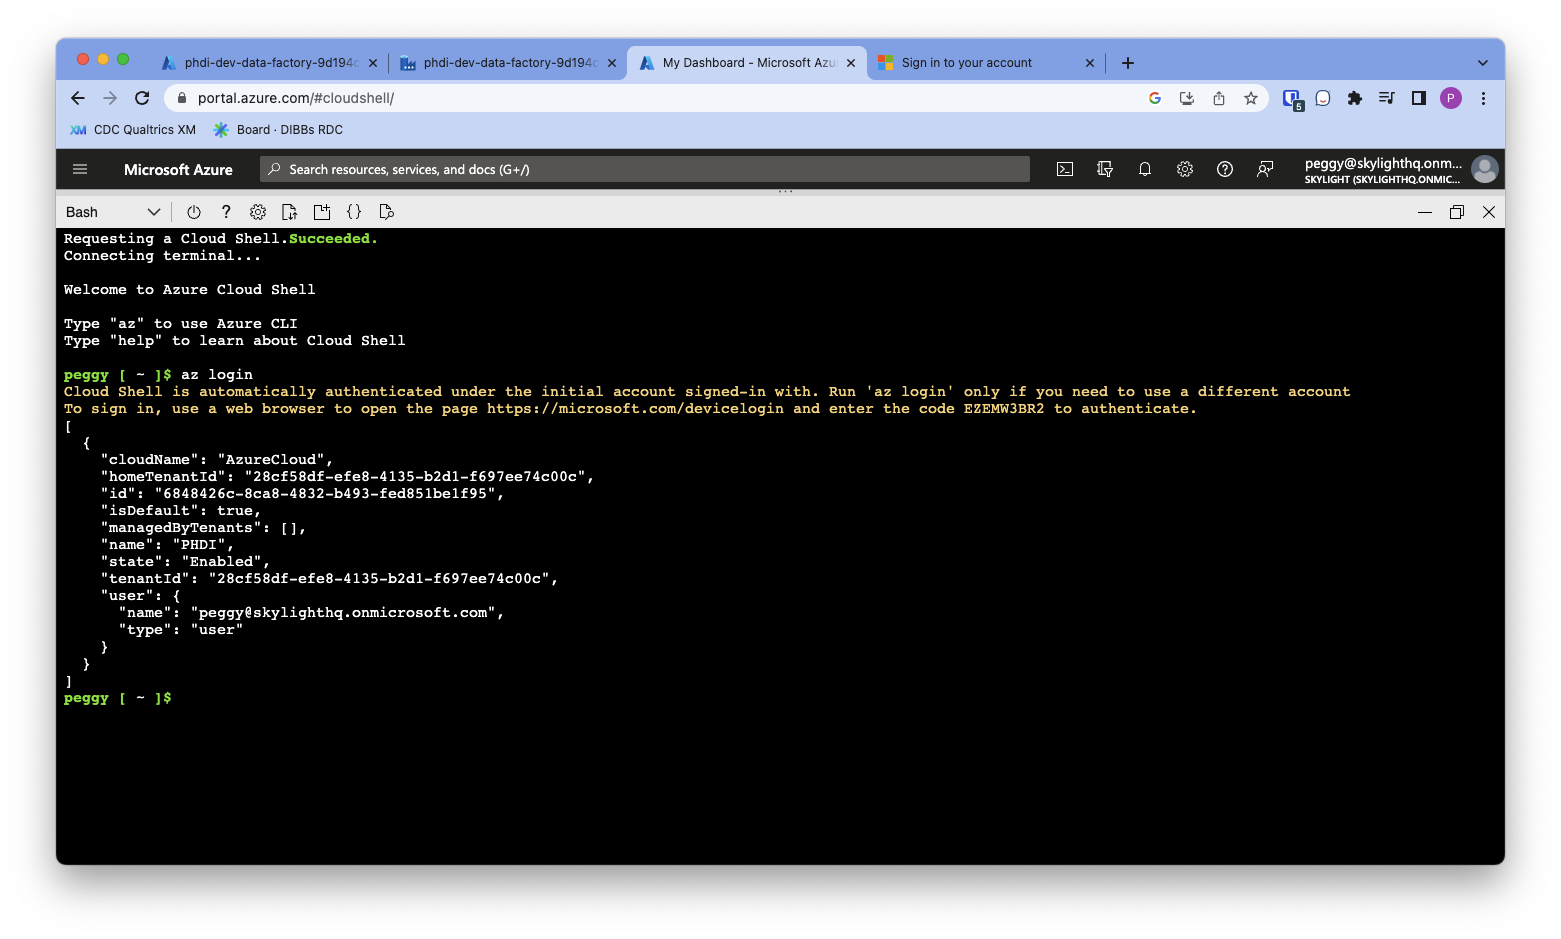 phdi-dev-data-factory-9d194c
phdi-dev-data-factory-9d194c
My Dashboard - Microsoft Azu
Sign in to your account
portal.azure.com/#cloudshell/
5
P
XM CDC Qualtrics XM
Board · DIBBs RDC
Microsoft Azure
Search resources, services, and docs (G+/)
peggy@skylighthq.onm...
SKYLIGHT (SKYLIGHTHQ.ONMIC...
Bash
Requesting a Cloud Shell.Succeeded.
Connecting terminal...
Welcome to Azure Cloud Shell
Type "az" to use Azure CLI
Type "help" to learn about Cloud Shell
peggy [ ~ ]$ az login
Cloud Shell is automatically authenticated under the initial account signed-in with. Run 'az login' only if you need to use a different account
To sign in, use a web browser to open the page https://microsoft.com/devicelogin and enter the code EZEMW3BR2 to authenticate.
[
  {
    "cloudName": "AzureCloud",
    "homeTenantId": "28cf58df-efe8-4135-b2d1-f697ee74c00c",
    "id": "6848426c-8ca8-4832-b493-fed851be1f95",
    "isDefault": true,
    "managedByTenants": [],
    "name": "PHDI",
    "state": "Enabled",
    "tenantId": "28cf58df-efe8-4135-b2d1-f697ee74c00c",
    "user": {
      "name": "peggy@skylighthq.onmicrosoft.com",
      "type": "user"
    }
  }
]
peggy [ ~ ]$